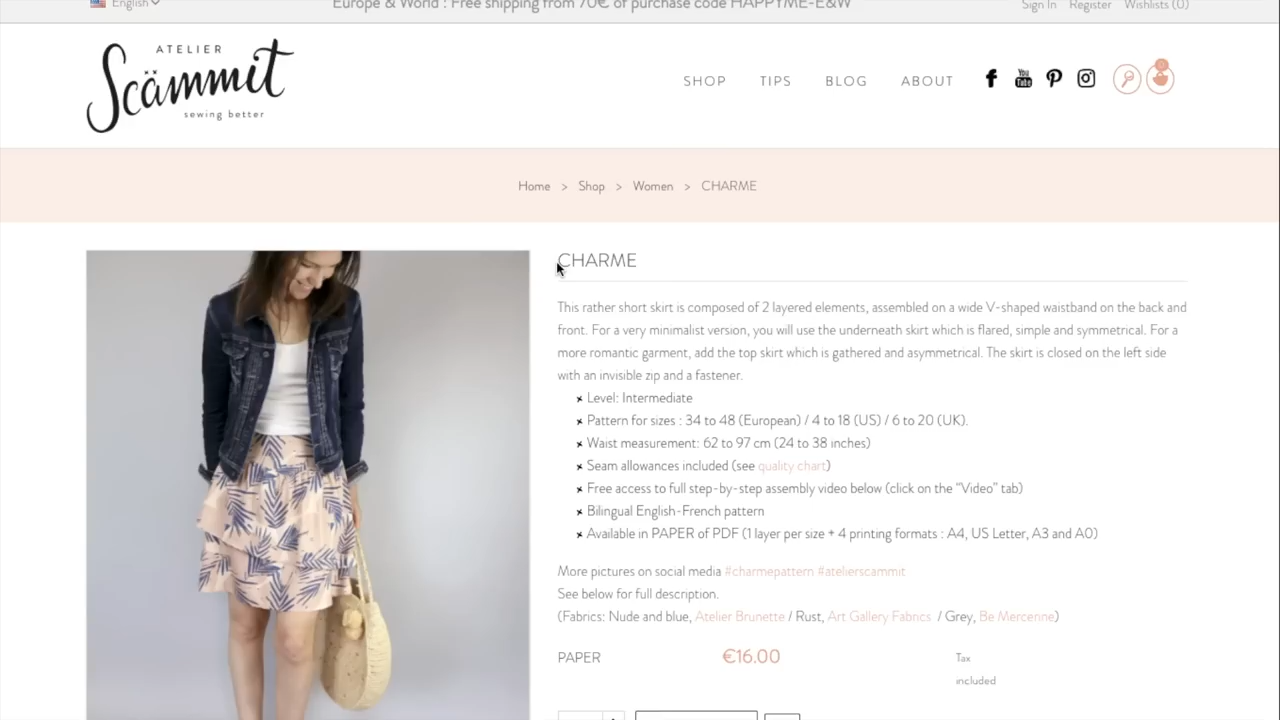 English
Europe & World : Free shipping from 70€ of purchase code HAPPYME-E&W
Sign In Register Wishlists (0)
ATELIER
Scämmit
sewing better
SHOP TIPS BLOG ABOUT
You Tube
Home > Shop > Women > CHARME
CHARME
This rather short skirt is composed of 2 layered elements, assembled on a wide V-shaped waistband on the back and
front. For a very minimalist version, you will use the underneath skirt which is flared, simple and symmetrical. For a
more romantic garment, add the top skirt which is gathered and asymmetrical. The skirt is closed on the left side
with an invisible zip and a fastener.
Level: Intermediate
Pattern for sizes : 34 to 48 (European) / 4 to 18 (US) / 6 to 20 (UK).
Waist measurement: 62 to 97 cm (24 to 38 inches)
Seam allowances included (see quality chart)
Free access to full step-by-step assembly video below (click on the "Video" tab)
Bilingual English-French pattern
Available in PAPER of PDF (1 layer per size + 4 printing formats : A4, US Letter, A3 and A0)
More pictures on social media #charmepattern #atelierscammit
See below for full description.
(Fabrics: Nude and blue, Atelier Brunette / Rust, Art Gallery Fabrics / Grey, Be Mercerine)
PAPER €16.00 Tax
included